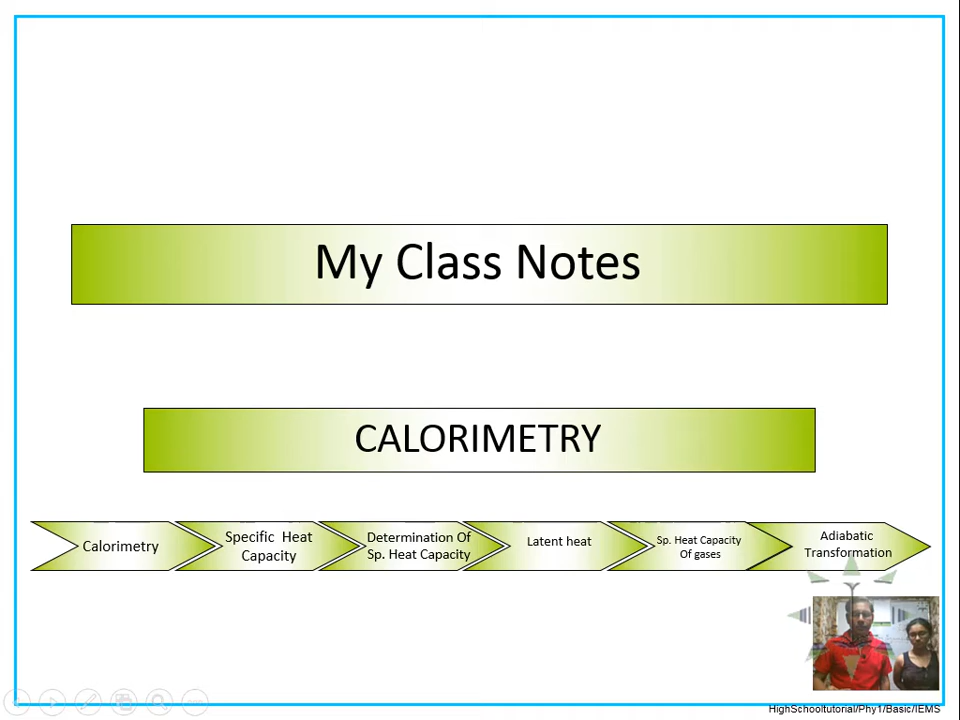 My Class Notes
CALORIMETRY
Calorimetry
Specific Heat
Capacity
Determination Of
Sp. Heat Capacity
Latent heat
Sp. Heat Capacity
Of gases
Adiabatic
Transformation
HighSchooltutorial/Phy1/Basic/IEMS